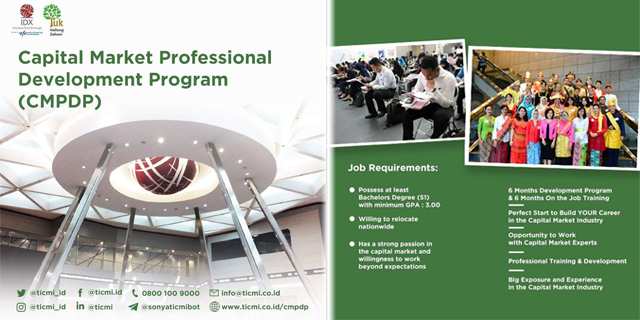 IDX
Yuk
Nabung
Saham
Capital Market Professional
Development Program
(CMPDP)
@ticmi_id
@ticmi.id
0800 100 9000
info@ticmi.co.id
@ticmi_id
@ticmi
@sonyaticmibot
www.ticmi.co.id/cmpdp
Job Requirements:
Possess at least
Bachelors Degree (S1)
with minimum GPA : 3.00
Willing to relocate
nationwide
Has a strong passion in
the capital market and
willingness to work
beyond expectations
6 Months Development Program
& 6 Months On the Job Training
Perfect Start to Build YOUR Career
in the Capital Market Industry
Opportunity to Work
with Capital Market Experts
Professional Training & Development
Big Exposure and Experience
in the Capital Market Industry